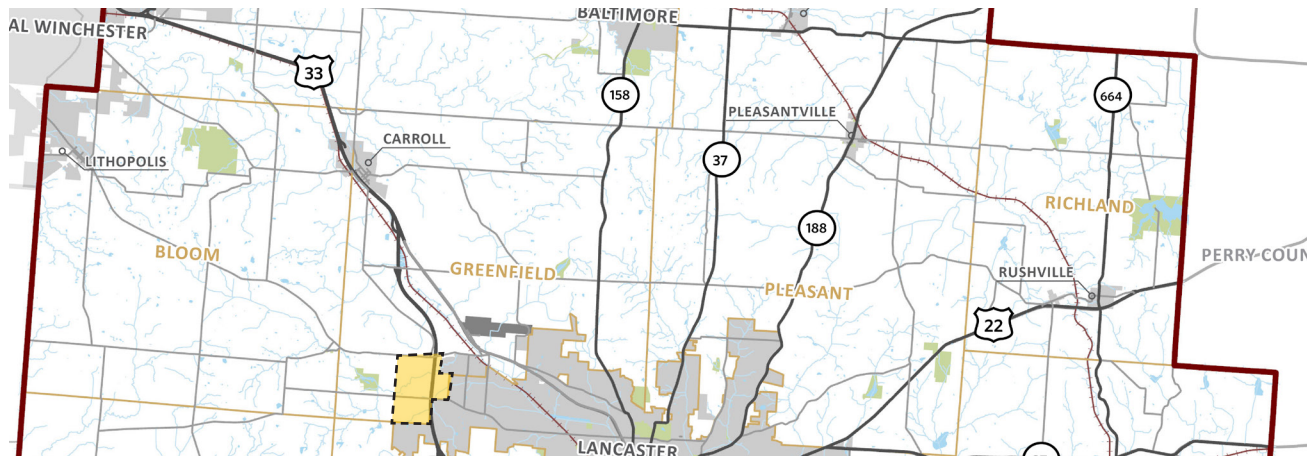 BALTIMORE
AL WINCHESTER
33
158
664
PLEASANTVILLE
CARROLL
LITHOPOLIS
37
RICHLAND
188
BLOOM
PERRY COUN
GREENFIELD
RUSHVILLE
PLEASANT
22
LANCASTER